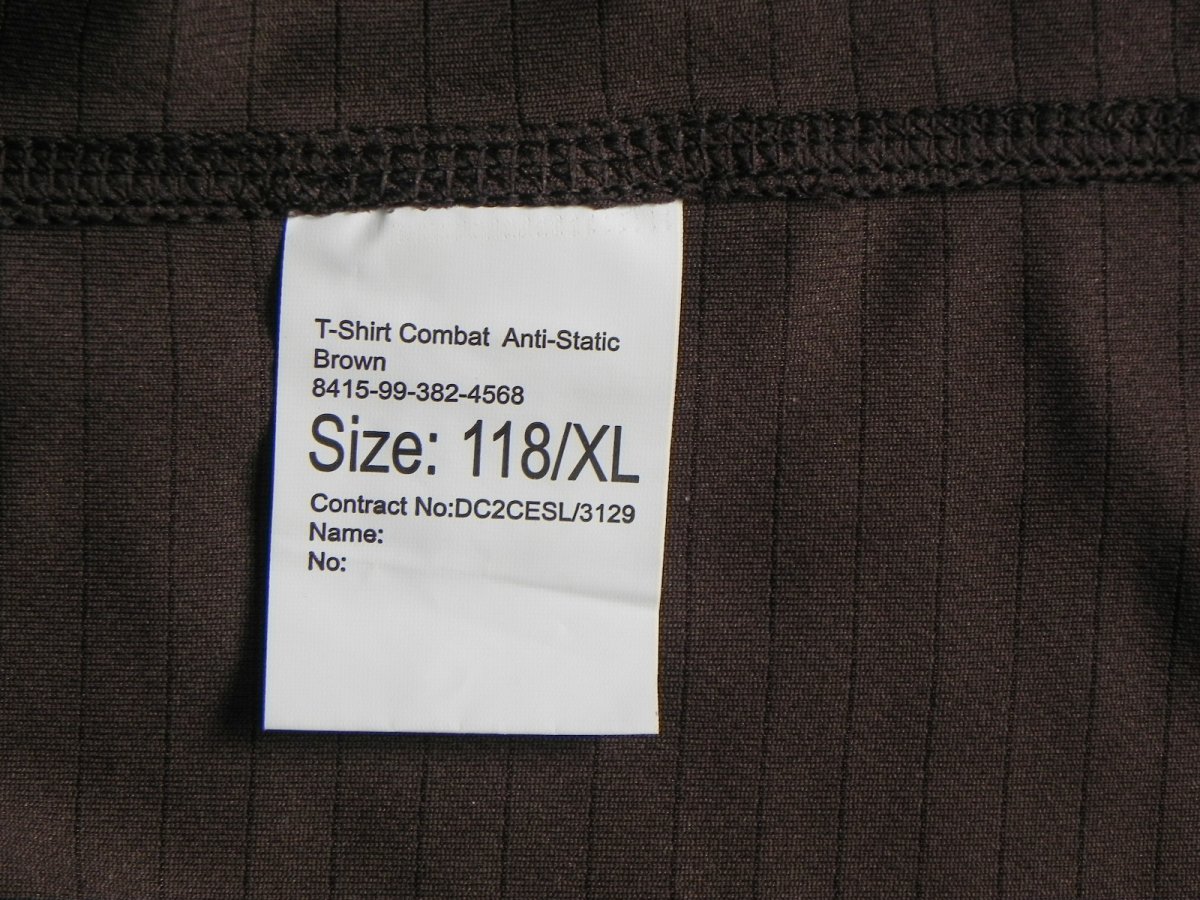 T-Shirt Combat Anti-Static
Brown
8415-99-382-4568
Size: 118/XL
Contract No:DC2CESL/3129
Name:
No: